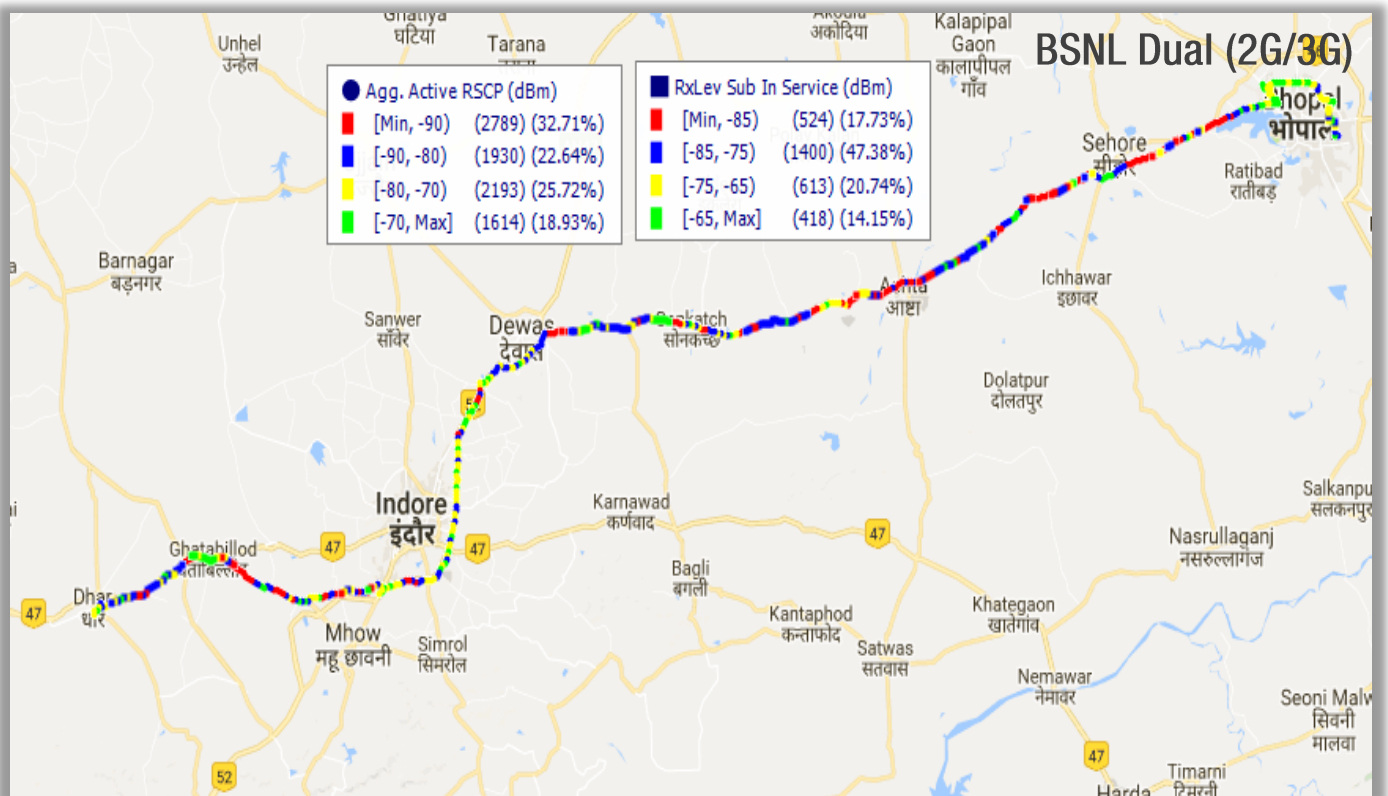 Ghatiya
घटिया
Unhel
उन्हेल
Tarana
अकोदिया
Kalapipal
Gaon
कालापीपल
गाँव
BSNL Dual (2G/3G)
Agg. Active RSCP (dBm)
[Min, -90) (2789) (32.71%)
[-90, -80) (1930) (22.64%)
[-80, -70) (2193) (25.72%)
[-70, Max] (1614) (18.93%)
RxLev Sub In Service (dBm)
[Min, -85) (524) (17.73%)
[-85, -75) (1400) (47.38%)
[-75, -65) (613) (20.74%)
[-65, Max] (418) (14.15%)
Bhopal
भोपाल
Sehore
सीहोर
Ratibad
रातीबड़
Barnagar
बड़नगर
Ichhawar
इछावर
Ashta
आष्टा
Sanwer
साँवेर
Dewas
देवास
Sonkatch
सोनकच्छ
Dolatpur
दोलतपुर
Indore
इंदौर
Karnawad
कर्णवाद
Salkanpu
सलकनपुर
47
47
47
Nasrullaganj
नसरुल्लागंज
Ghatabillod
Bagli
बगली
Dhar
धार
47
Khategaon
खातेगांव
Kantaphod
कन्ताफोद
Mhow
महू छावनी
Simrol
सिमरोल
Satwas
सतवास
Nemawar
नेमावर
Seoni Malw
सिवनी
मालवा
47
52
Timarni
टिमरनी
Harda